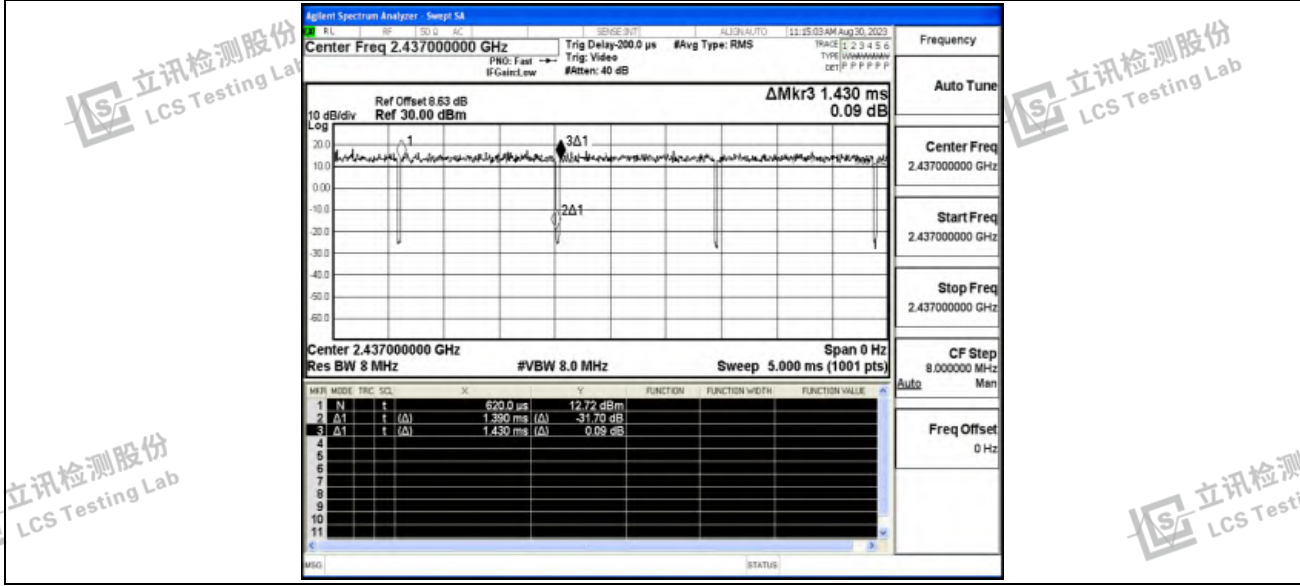 Agilent Spectrum Analyzer - Swept SA
RL RF 50 Ω AC SENSE:INT ALIGN AUTO 11:15:03 AM Aug 30, 2023
Center Freq 2.437000000 GHz
PNO: Fast
IFGain:Low
Trig Delay-200.0 µs
Trig: Video
#Atten: 40 dB
#Avg Type: RMS
TRACE 1 2 3 4 5 6
TYPE
DET P P P P P P
Frequency
Auto Tune
Center Freq
2.437000000 GHz
Start Freq
2.437000000 GHz
Stop Freq
2.437000000 GHz
CF Step
8.000000 MHz
Auto Man
Freq Offset
0 Hz
ΔMkr3 1.430 ms
0.09 dB
Ref Offset 8.63 dB
10 dB/div Ref 30.00 dBm
Log
20.0
10.0
0.00
-10.0
-20.0
-30.0
-40.0
-50.0
-60.0
1
3Δ1
2Δ1
Center 2.437000000 GHz Span 0 Hz
Res BW 8 MHz #VBW 8.0 MHz Sweep 5.000 ms (1001 pts)
MKR MODE TRC SCL X Y FUNCTION FUNCTION WIDTH FUNCTION VALUE
1 N t 620.0 µs 12.72 dBm
2 Δ1 t (Δ) 1.390 ms (Δ) -31.70 dB
3 Δ1 t (Δ) 1.430 ms (Δ) 0.09 dB
4
5
6
7
8
9
10
11
MSG STATUS
立讯检测股份
LCS Testing Lab
立讯检测股份
LCS Testing Lab
立讯检测股份
LCS Testing Lab
立讯检测
LCS Testi